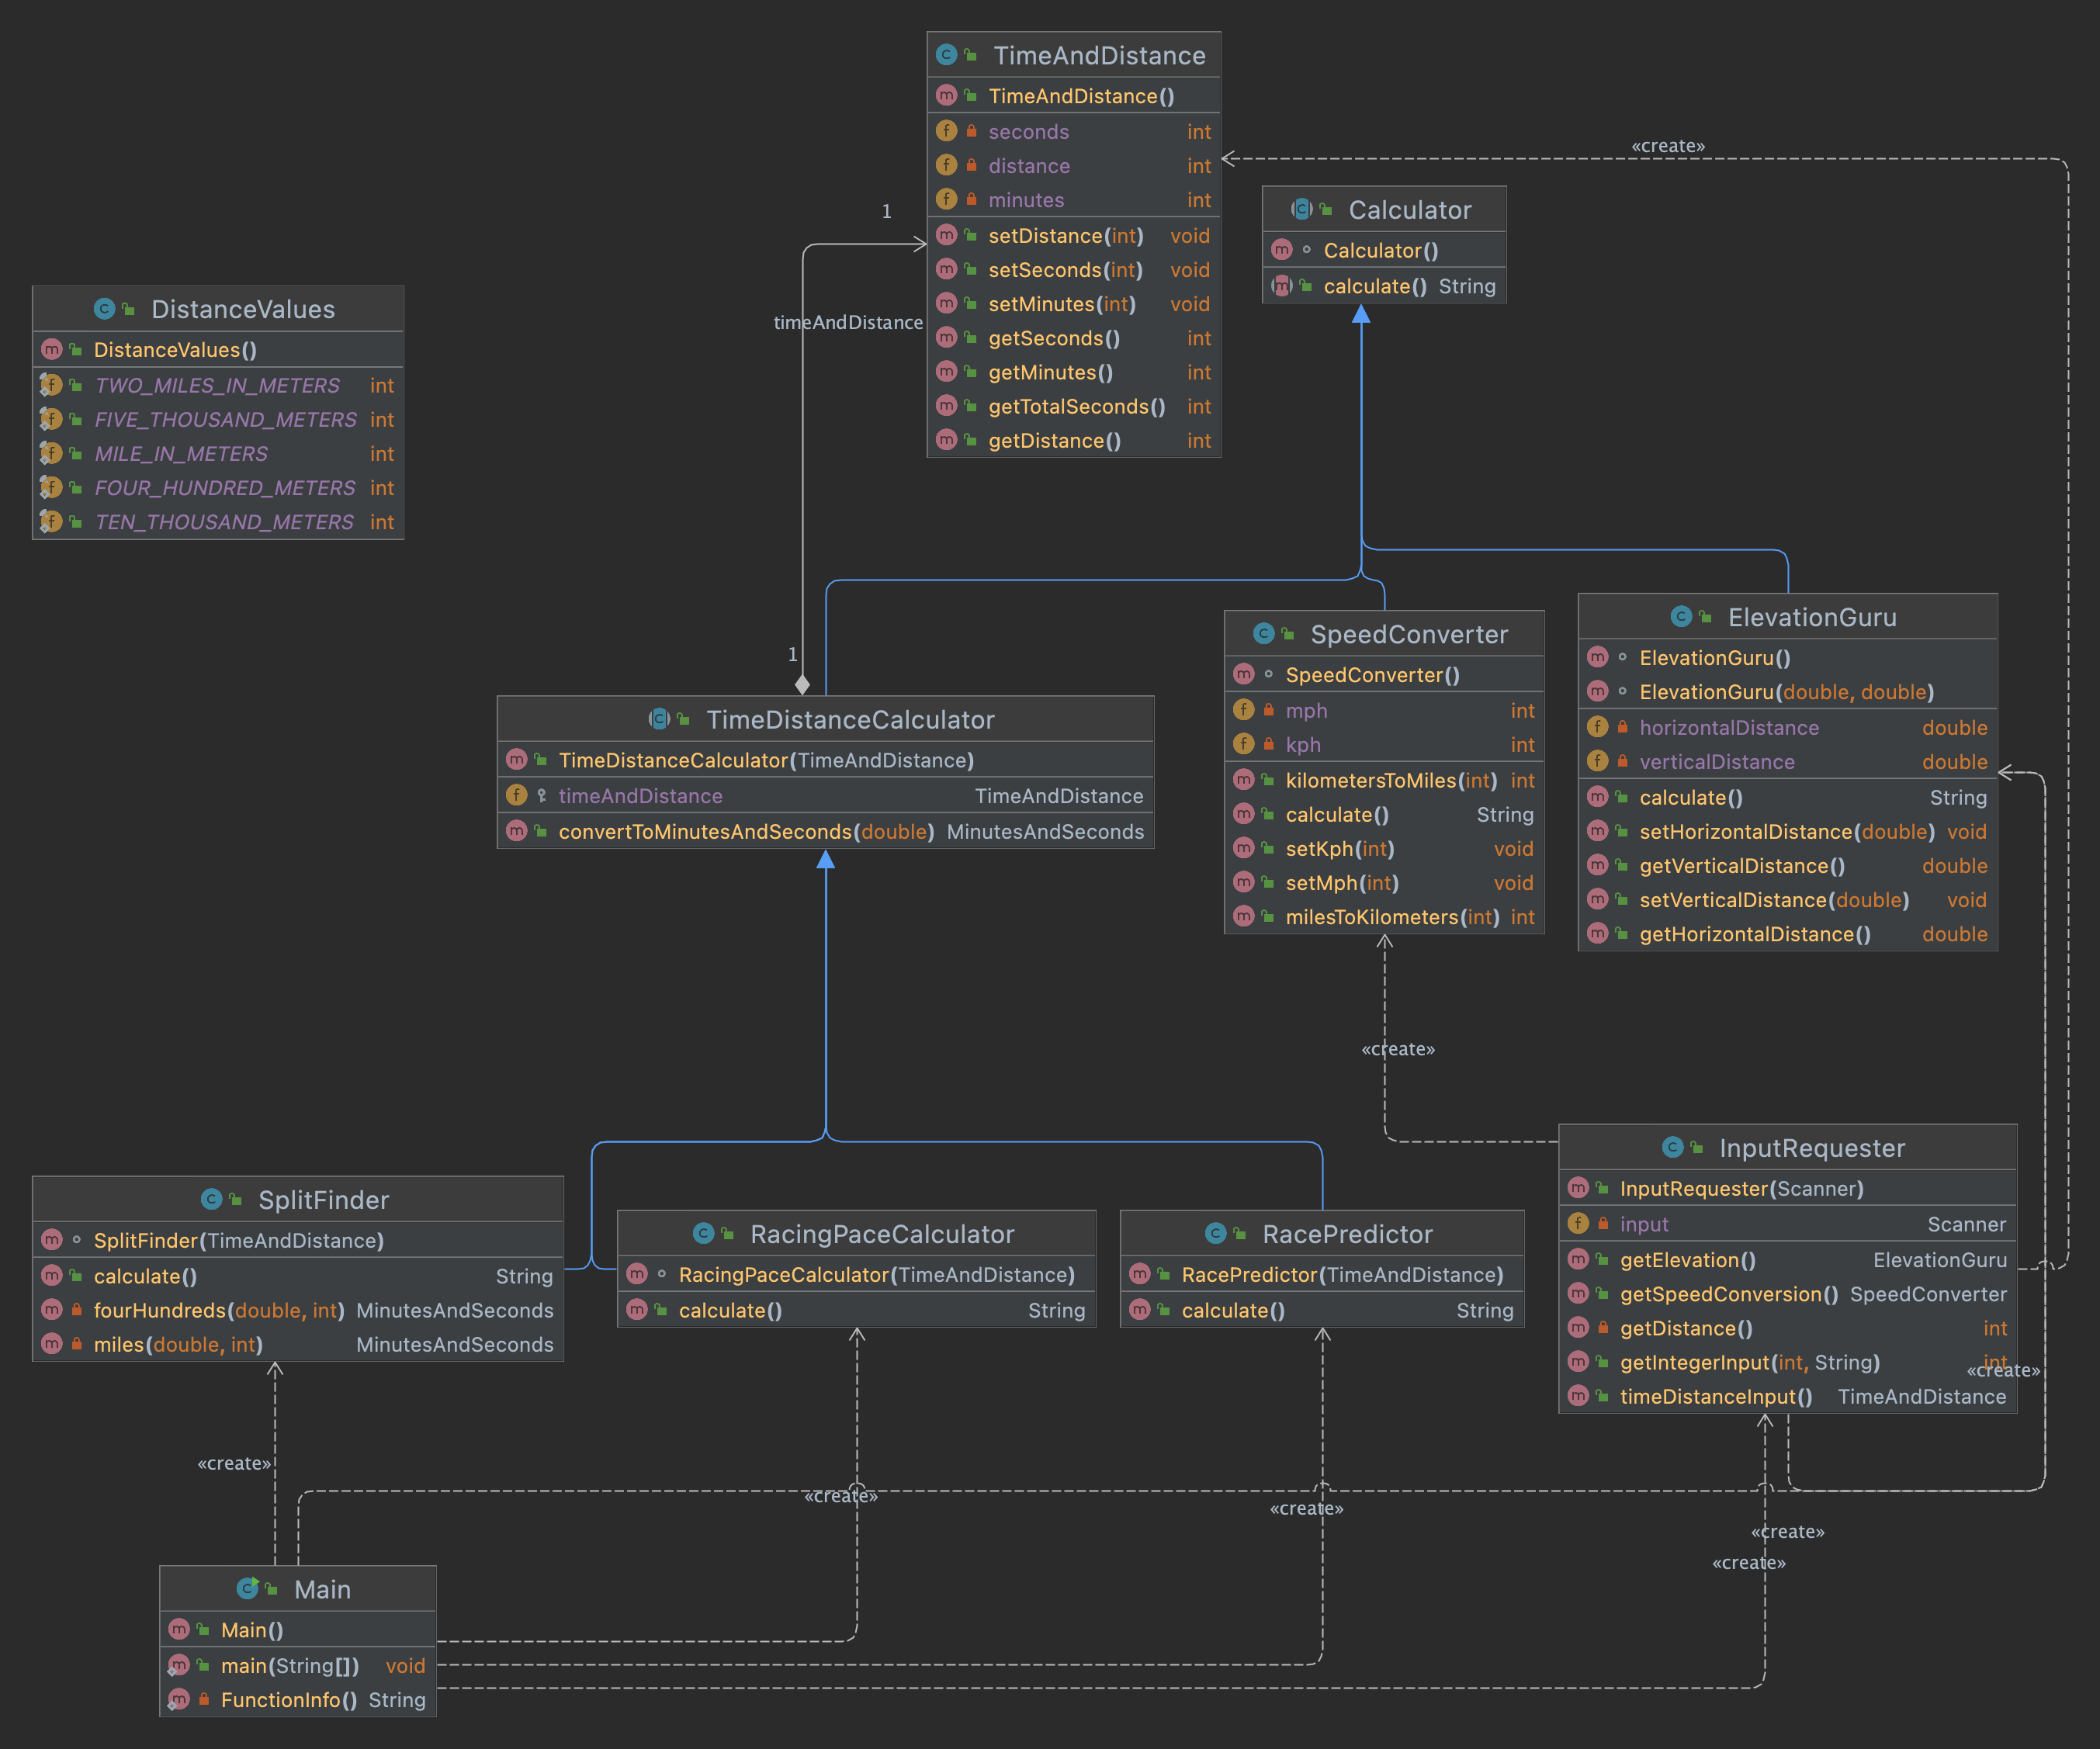 TimeAndDistance
TimeAndDistance()
seconds int
distance int
minutes int
setDistance(int) void
setSeconds(int) void
setMinutes(int) void
getSeconds() int
getMinutes() int
getTotalSeconds() int
getDistance() int
«create»
Calculator
Calculator()
calculate() String
1
timeAndDistance
1
DistanceValues
DistanceValues()
TWO_MILES_IN_METERS int
FIVE_THOUSAND_METERS int
MILE_IN_METERS int
FOUR_HUNDRED_METERS int
TEN_THOUSAND_METERS int
TimeDistanceCalculator
TimeDistanceCalculator(TimeAndDistance)
timeAndDistance TimeAndDistance
convertToMinutesAndSeconds(double) MinutesAndSeconds
SpeedConverter
SpeedConverter()
mph int
kph int
kilometersToMiles(int) int
calculate() String
setKph(int) void
setMph(int) void
milesToKilometers(int) int
ElevationGuru
ElevationGuru()
ElevationGuru(double, double)
horizontalDistance double
verticalDistance double
calculate() String
setHorizontalDistance(double) void
getVerticalDistance() double
setVerticalDistance(double) void
getHorizontalDistance() double
«create»
SplitFinder
SplitFinder(TimeAndDistance)
calculate() String
fourHundreds(double, int) MinutesAndSeconds
miles(double, int) MinutesAndSeconds
RacingPaceCalculator
RacingPaceCalculator(TimeAndDistance)
calculate() String
RacePredictor
RacePredictor(TimeAndDistance)
calculate() String
InputRequester
InputRequester(Scanner)
input Scanner
getElevation() ElevationGuru
getSpeedConversion() SpeedConverter
getDistance() int
getIntegerInput(int, String) int
timeDistanceInput() TimeAndDistance
«create»
«create»
«create»
«create»
«create»
«create»
Main
Main()
main(String[]) void
FunctionInfo() String